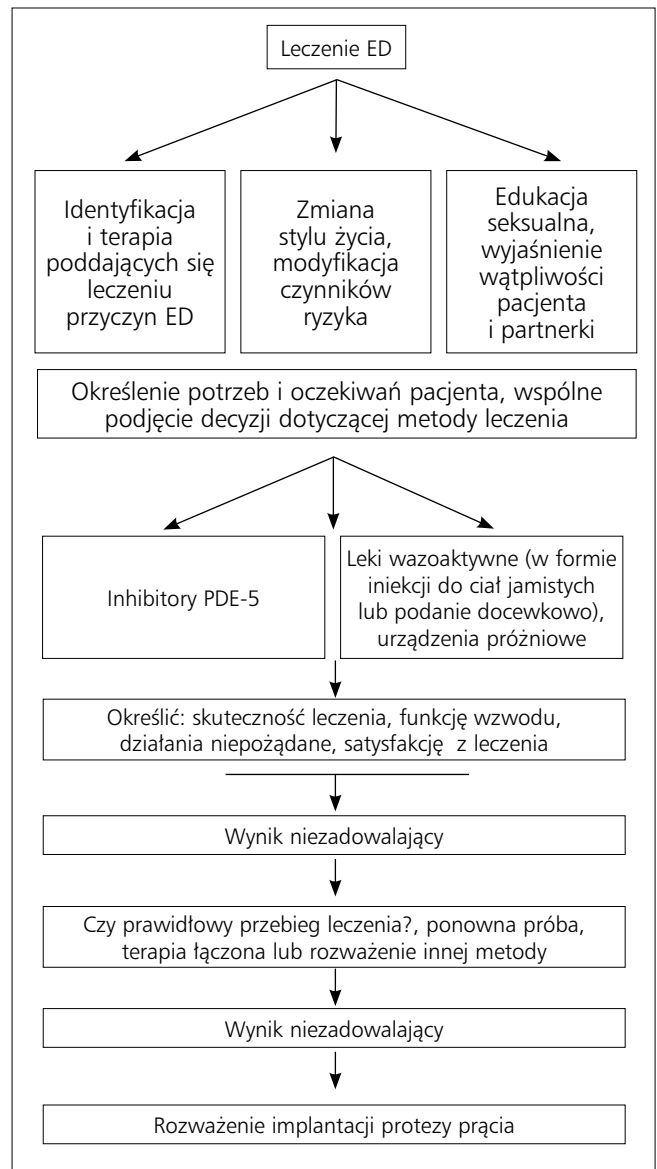 Leczenie ED
Identyfikacja
i terapia
poddających się
leczeniu
przyczyn ED
Zmiana
stylu życia,
modyfikacja
czynników
ryzyka
Edukacja
seksualna,
wyjaśnienie
wątpliwości
pacjenta
i partnerki
Określenie potrzeb i oczekiwań pacjenta, wspólne
podjęcie decyzji dotyczącej metody leczenia
Inhibitory PDE-5
Leki wazoaktywne (w formie
iniekcji do ciał jamistych
lub podanie docewkowo),
urządzenia próżniowe
Określić: skuteczność leczenia, funkcję wzwodu,
działania niepożądane, satysfakcję z leczenia
Wynik niezadowalający
Czy prawidłowy przebieg leczenia?, ponowna próba,
terapia łączona lub rozważenie innej metody
Wynik niezadowalający
Rozważenie implantacji protezy prącia